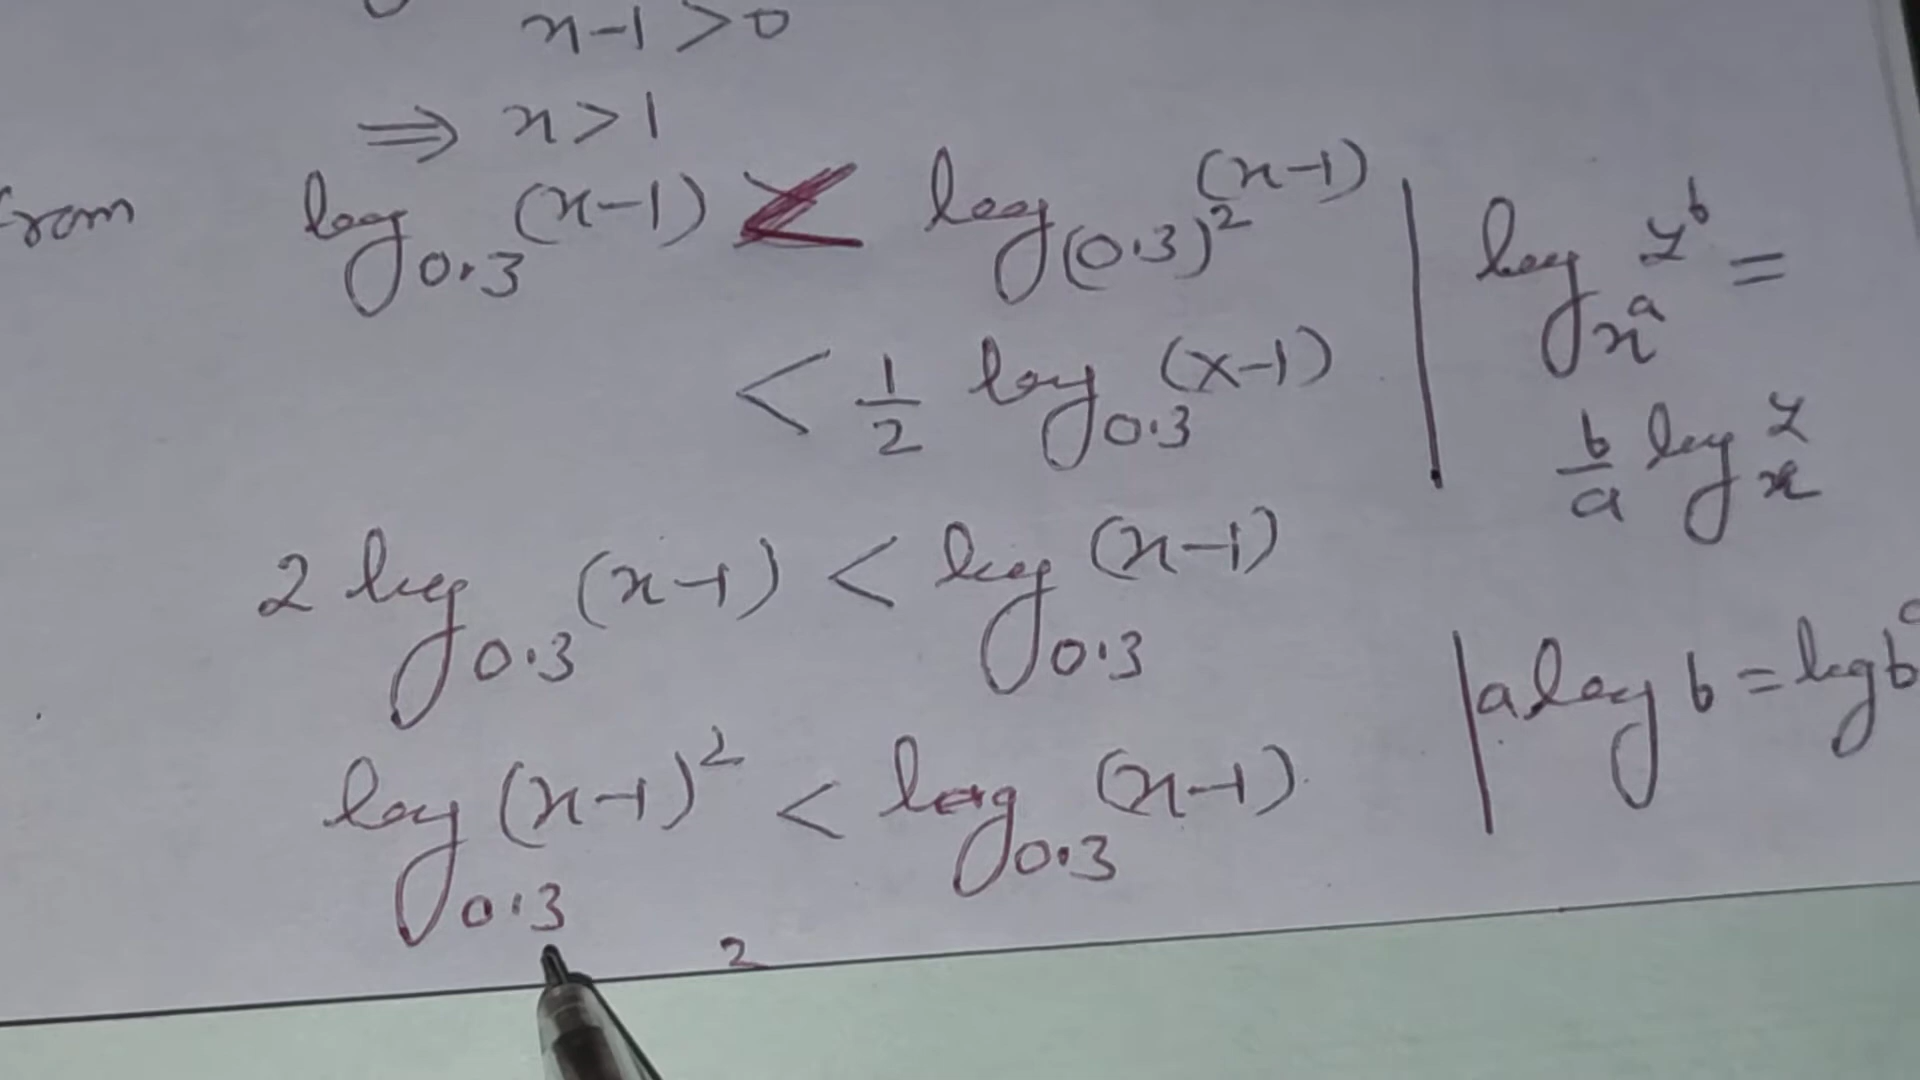 x-1>0
⇒ x>1
from log_{0.3}(x-1) < log_{(0.3)^2}(x-1)
< 1/2 log_{0.3}(x-1)
2 log_{0.3}(x-1) < log_{0.3}(x-1)
log_{0.3}(x-1)^2 < log_{0.3}(x-1)
2
log_{x^a} y^b =
b/a log_x y
a log b = log b